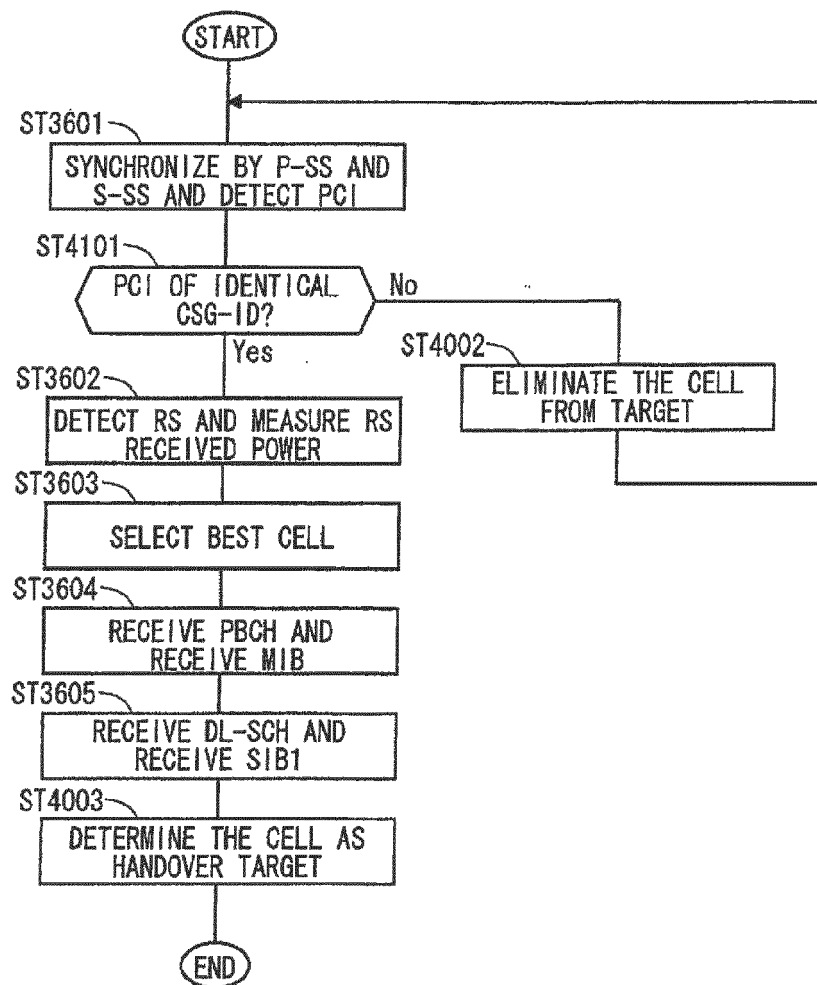 START
ST3601
SYNCHRONIZE BY P-SS AND
S-SS AND DETECT PCI
ST4101
PCI OF IDENTICAL
CSG-ID?
No
Yes
ST4002
ELIMINATE THE CELL
FROM TARGET
ST3602
DETECT RS AND MEASURE RS
RECEIVED POWER
ST3603
SELECT BEST CELL
ST3604
RECEIVE PBCH AND
RECEIVE MIB
ST3605
RECEIVE DL-SCH AND
RECEIVE SIB1
ST4003
DETERMINE THE CELL AS
HANDOVER TARGET
END